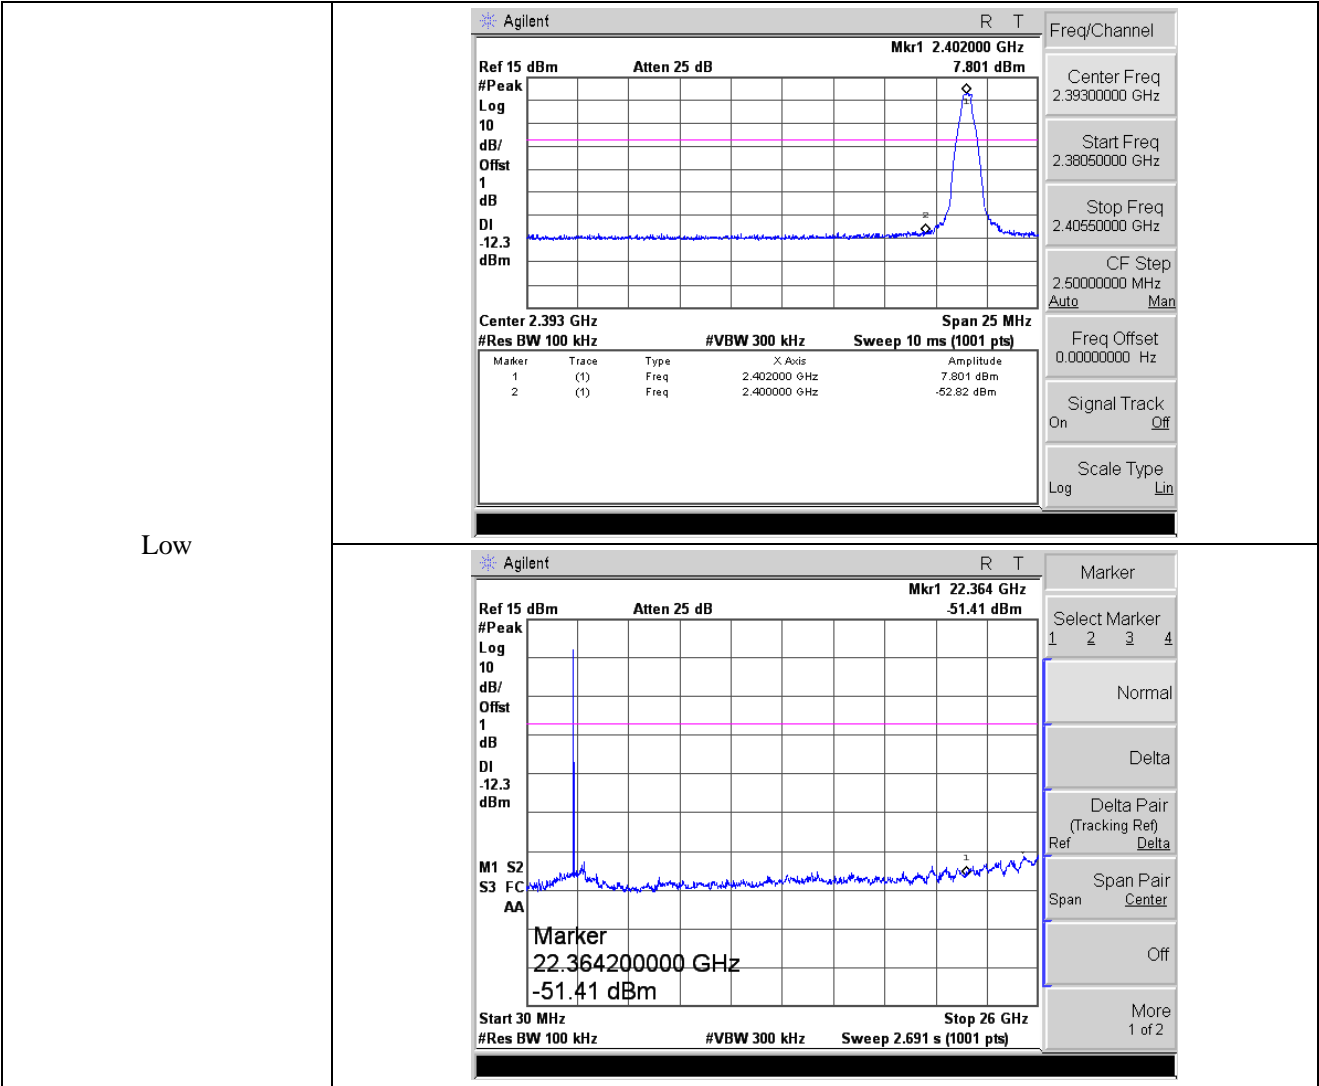 Low
Agilent R T
Mkr1 2.402000 GHz
Ref 15 dBm Atten 25 dB 7.801 dBm
#Peak
Log
10
dB/
Offst
1
dB
DI
-12.3
dBm
1
2
Center 2.393 GHz Span 25 MHz
#Res BW 100 kHz #VBW 300 kHz Sweep 10 ms (1001 pts)
Marker Trace Type X Axis Amplitude
1 (1) Freq 2.402000 GHz 7.801 dBm
2 (1) Freq 2.400000 GHz -52.82 dBm
Freq/Channel
Center Freq
2.39300000 GHz
Start Freq
2.38050000 GHz
Stop Freq
2.40550000 GHz
CF Step
2.50000000 MHz
Auto Man
Freq Offset
0.00000000 Hz
Signal Track
On Off
Scale Type
Log Lin
Agilent R T
Mkr1 22.364 GHz
Ref 15 dBm Atten 25 dB -51.41 dBm
#Peak
Log
10
dB/
Offst
1
dB
DI
-12.3
dBm
M1 S2
S3 FC
AA
1
Marker
22.364200000 GHz
-51.41 dBm
Start 30 MHz Stop 26 GHz
#Res BW 100 kHz #VBW 300 kHz Sweep 2.691 s (1001 pts)
Marker
Select Marker
1 2 3 4
Normal
Delta
Delta Pair
(Tracking Ref)
Ref Delta
Span Pair
Span Center
Off
More
1 of 2